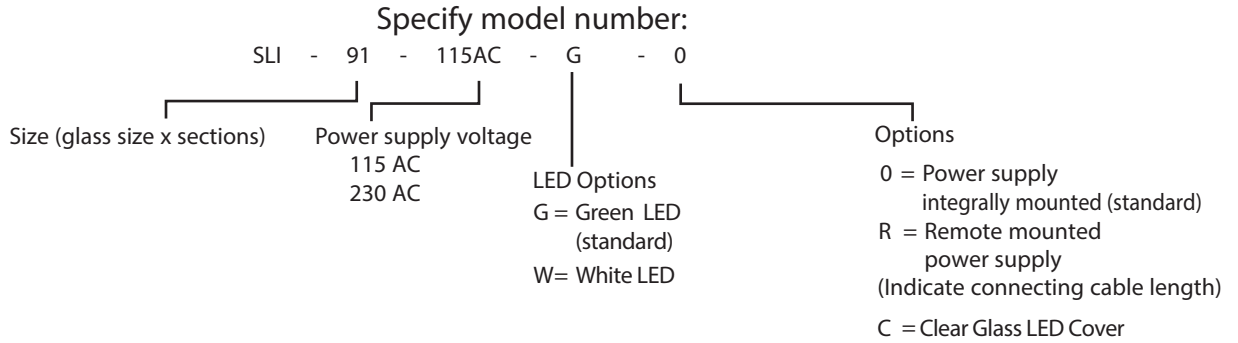 Specify model number:
SLI - 91 - 115AC - G - 0
Size (glass size x sections)
Power supply voltage
115 AC
230 AC
LED Options
G = Green LED
(standard)
W= White LED
Options
0 = Power supply
integrally mounted (standard)
R = Remote mounted
power supply
(Indicate connecting cable length)
C = Clear Glass LED Cover